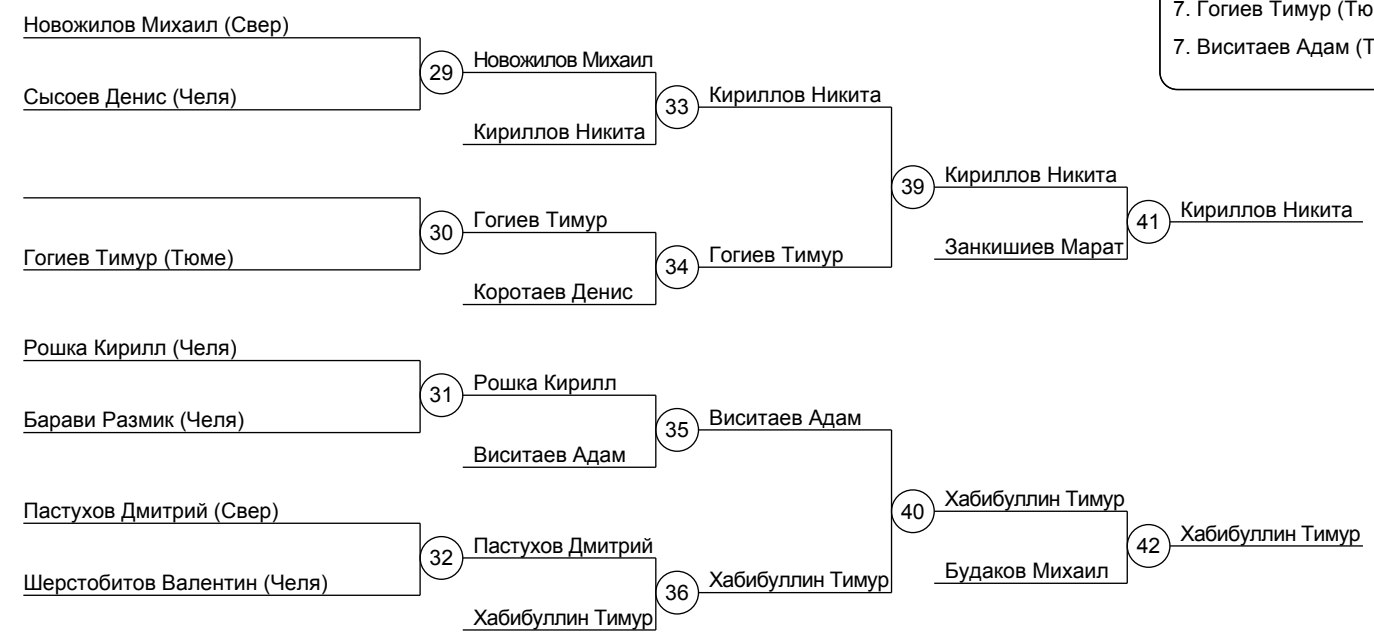 7. Гогиев Тимур (Тю
7. Виситаев Адам (Т
Новожилов Михаил (Свер)
29
Новожилов Михаил
Сысоев Денис (Челя)
33
Кириллов Никита
Кириллов Никита
39
Кириллов Никита
30
Гогиев Тимур
41
Кириллов Никита
Гогиев Тимур (Тюме)
34
Гогиев Тимур
Занкишиев Марат
Коротаев Денис
Рошка Кирилл (Челя)
31
Рошка Кирилл
Барави Размик (Челя)
35
Виситаев Адам
Виситаев Адам
Пастухов Дмитрий (Свер)
40
Хабибуллин Тимур
32
Пастухов Дмитрий
42
Хабибуллин Тимур
Шерстобитов Валентин (Челя)
36
Хабибуллин Тимур
Будаков Михаил
Хабибуллин Тимур